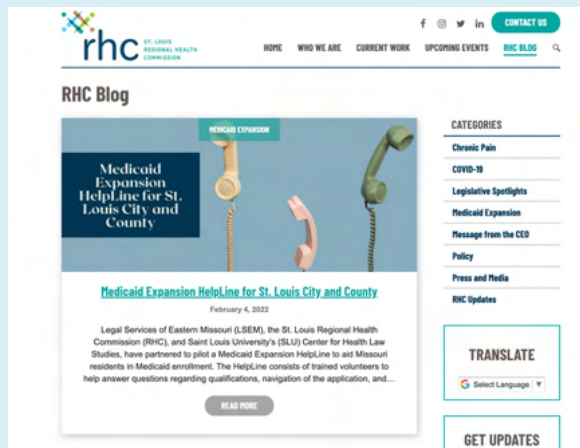 rhc ST. LOUIS
REGIONAL HEALTH
COMMISSION
CONTACT US
HOME WHO WE ARE CURRENT WORK UPCOMING EVENTS RHC BLOG
RHC Blog
MEDICAID EXPANSION
Medicaid
Expansion
HelpLine for St.
Louis City and
County
Medicaid Expansion HelpLine for St. Louis City and County
February 4, 2022
Legal Services of Eastern Missouri (LSEM), the St. Louis Regional Health
Commission (RHC), and Saint Louis University's (SLU) Center for Health Law
Studies, have partnered to pilot a Medicaid Expansion HelpLine to aid Missouri
residents in Medicaid enrollment. The HelpLine consists of trained volunteers to
help answer questions regarding qualifications, navigation of the application, and...
READ MORE
CATEGORIES
Chronic Pain
COVID-19
Legislative Spotlights
Medicaid Expansion
Message from the CEO
Policy
Press and Media
RHC Updates
TRANSLATE
G Select Language ▼
GET UPDATES